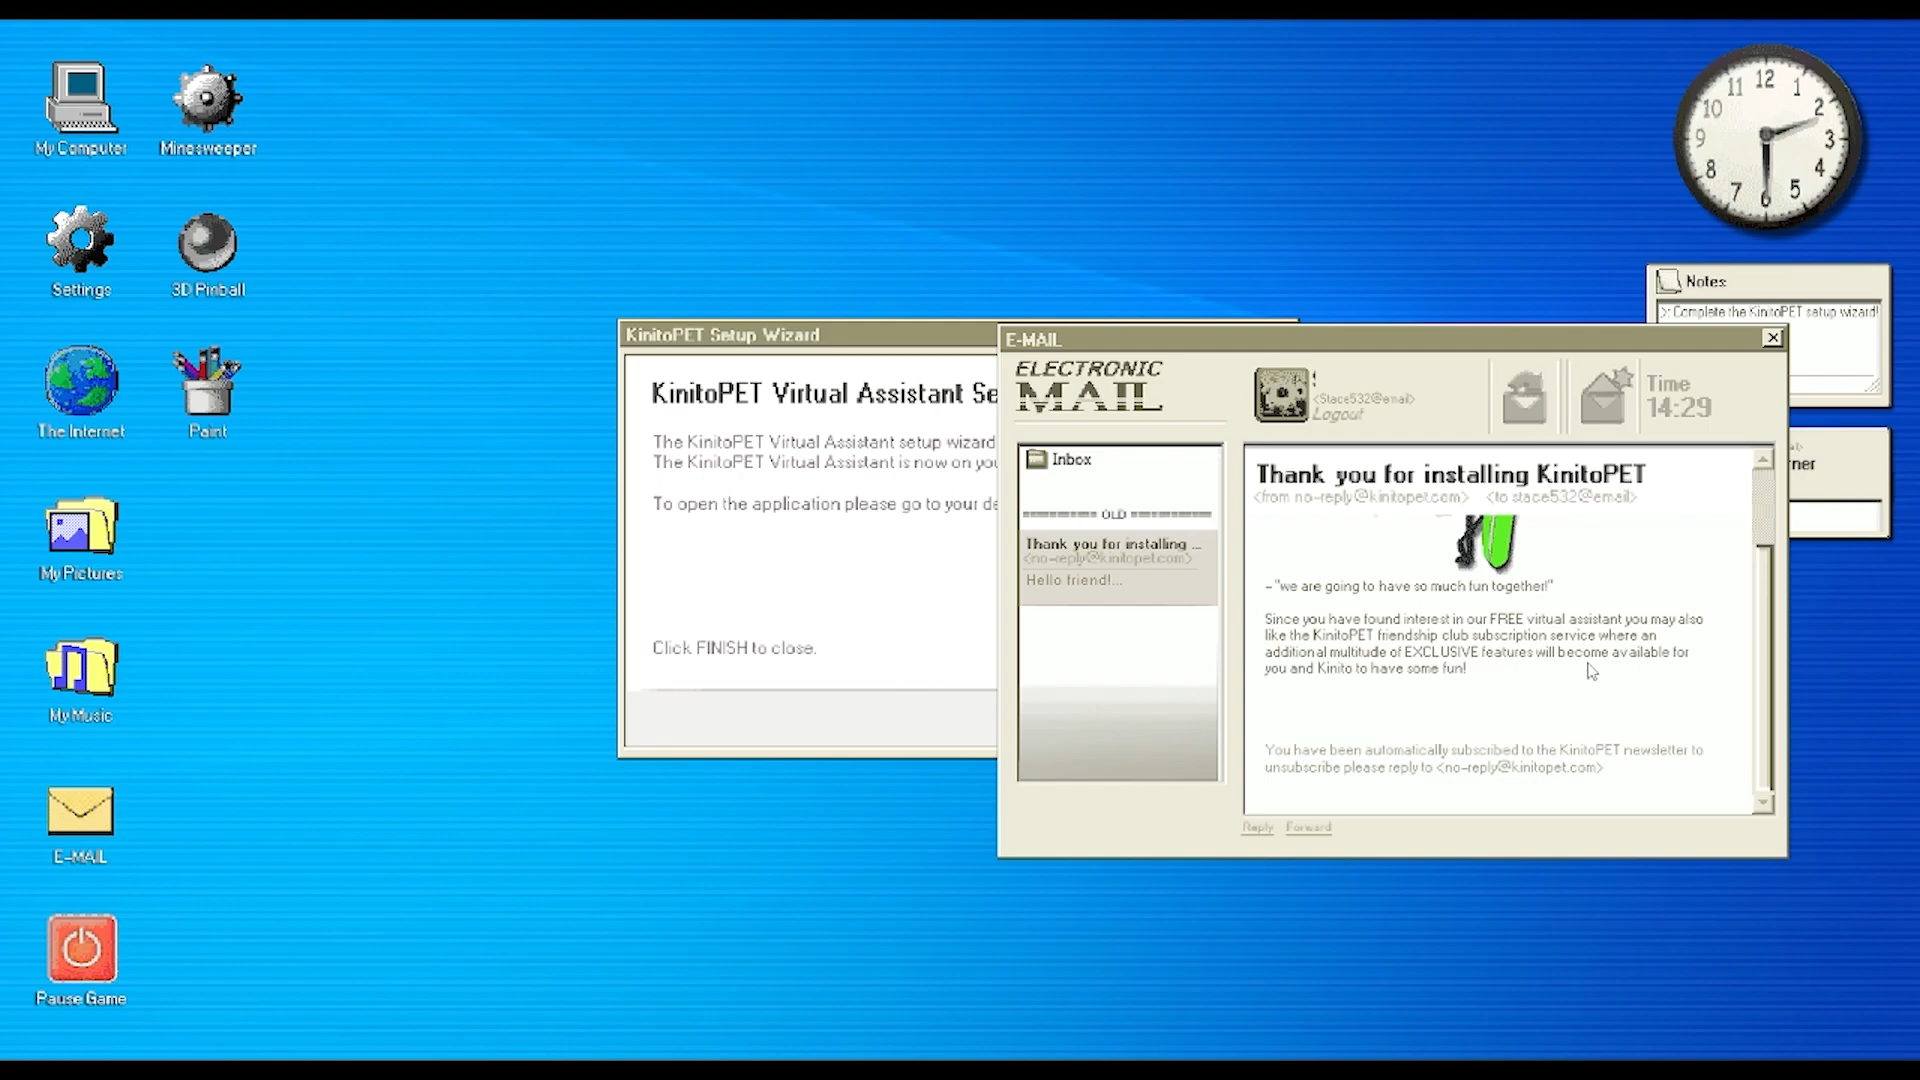 My Computer
Minesweeper
Settings
3D Pinball
The Internet
Paint
My Pictures
My Music
E-MAIL
Pause Game
12
1
2
3
4
5
6
7
8
9
10
11
Notes
>: Complete the KinitoPET setup wizard!
KinitoPET Setup Wizard
KinitoPET Virtual Assistant
The KinitoPET Virtual Assistant setup wizard
The KinitoPET Virtual Assistant is now on
To open the application please go to your
Click FINISH to close.
E-MAIL
ELECTRONIC
MAIL
<Stace532@email>
Logout
Time
14:29
Inbox
========== OLD ===========
Thank you for installing ...
<no-reply@kinitopet.com>
Hello friend!...
Thank you for installing KinitoPET
<from no-reply@kinitopet.com> <to stace532@email>
- "we are going to have so much fun together!"
Since you have found interest in our FREE virtual assistant you may also
like the KinitoPET friendship club subscription service where an
additional multitude of EXCLUSIVE features will become available for
you and Kinito to have some fun!
You have been automatically subscribed to the KinitoPET newsletter to
unsubscribe please reply to <no-reply@kinitopet.com>
Reply Forward